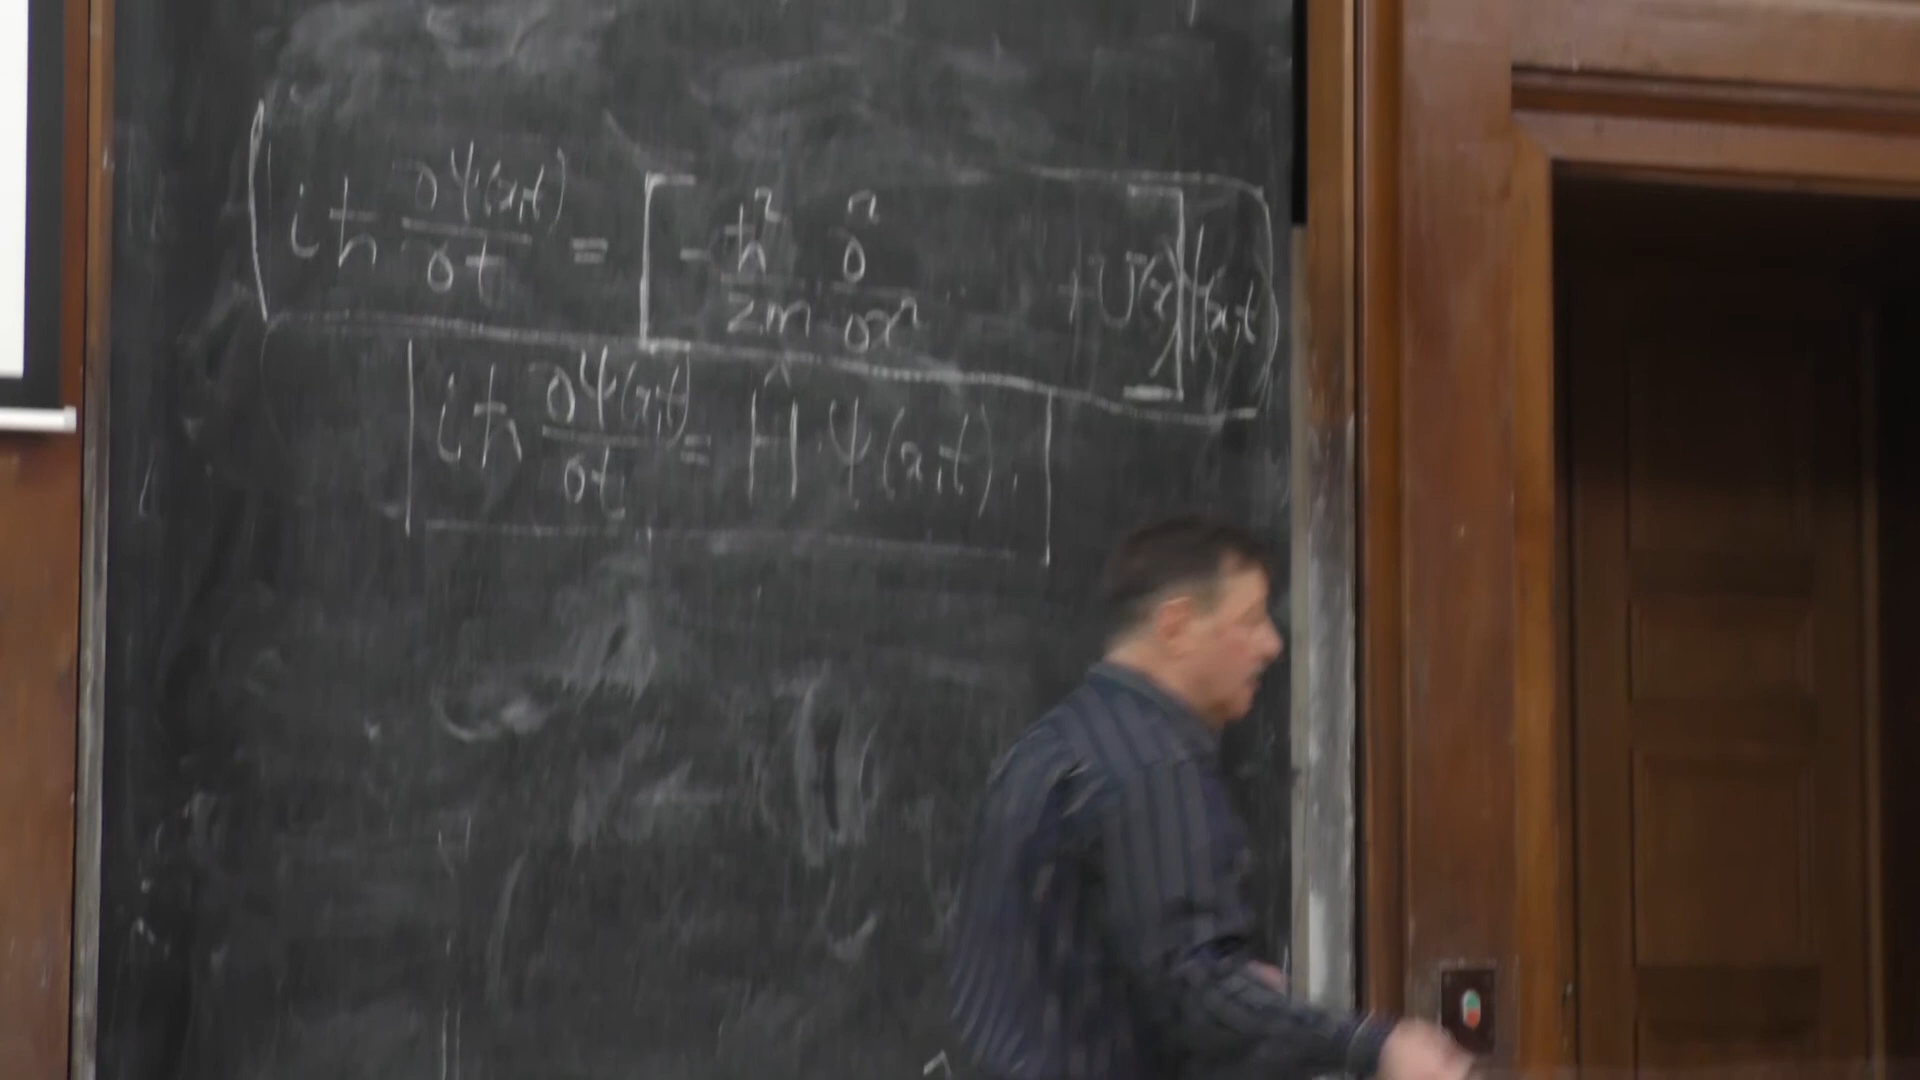 iħ ∂Ψ(x,t)/∂t = [-ħ²/2m ∂²/∂x² + U(x)]Ψ(x,t)
iħ ∂Ψ(x,t)/∂t = Ĥ Ψ(x,t).